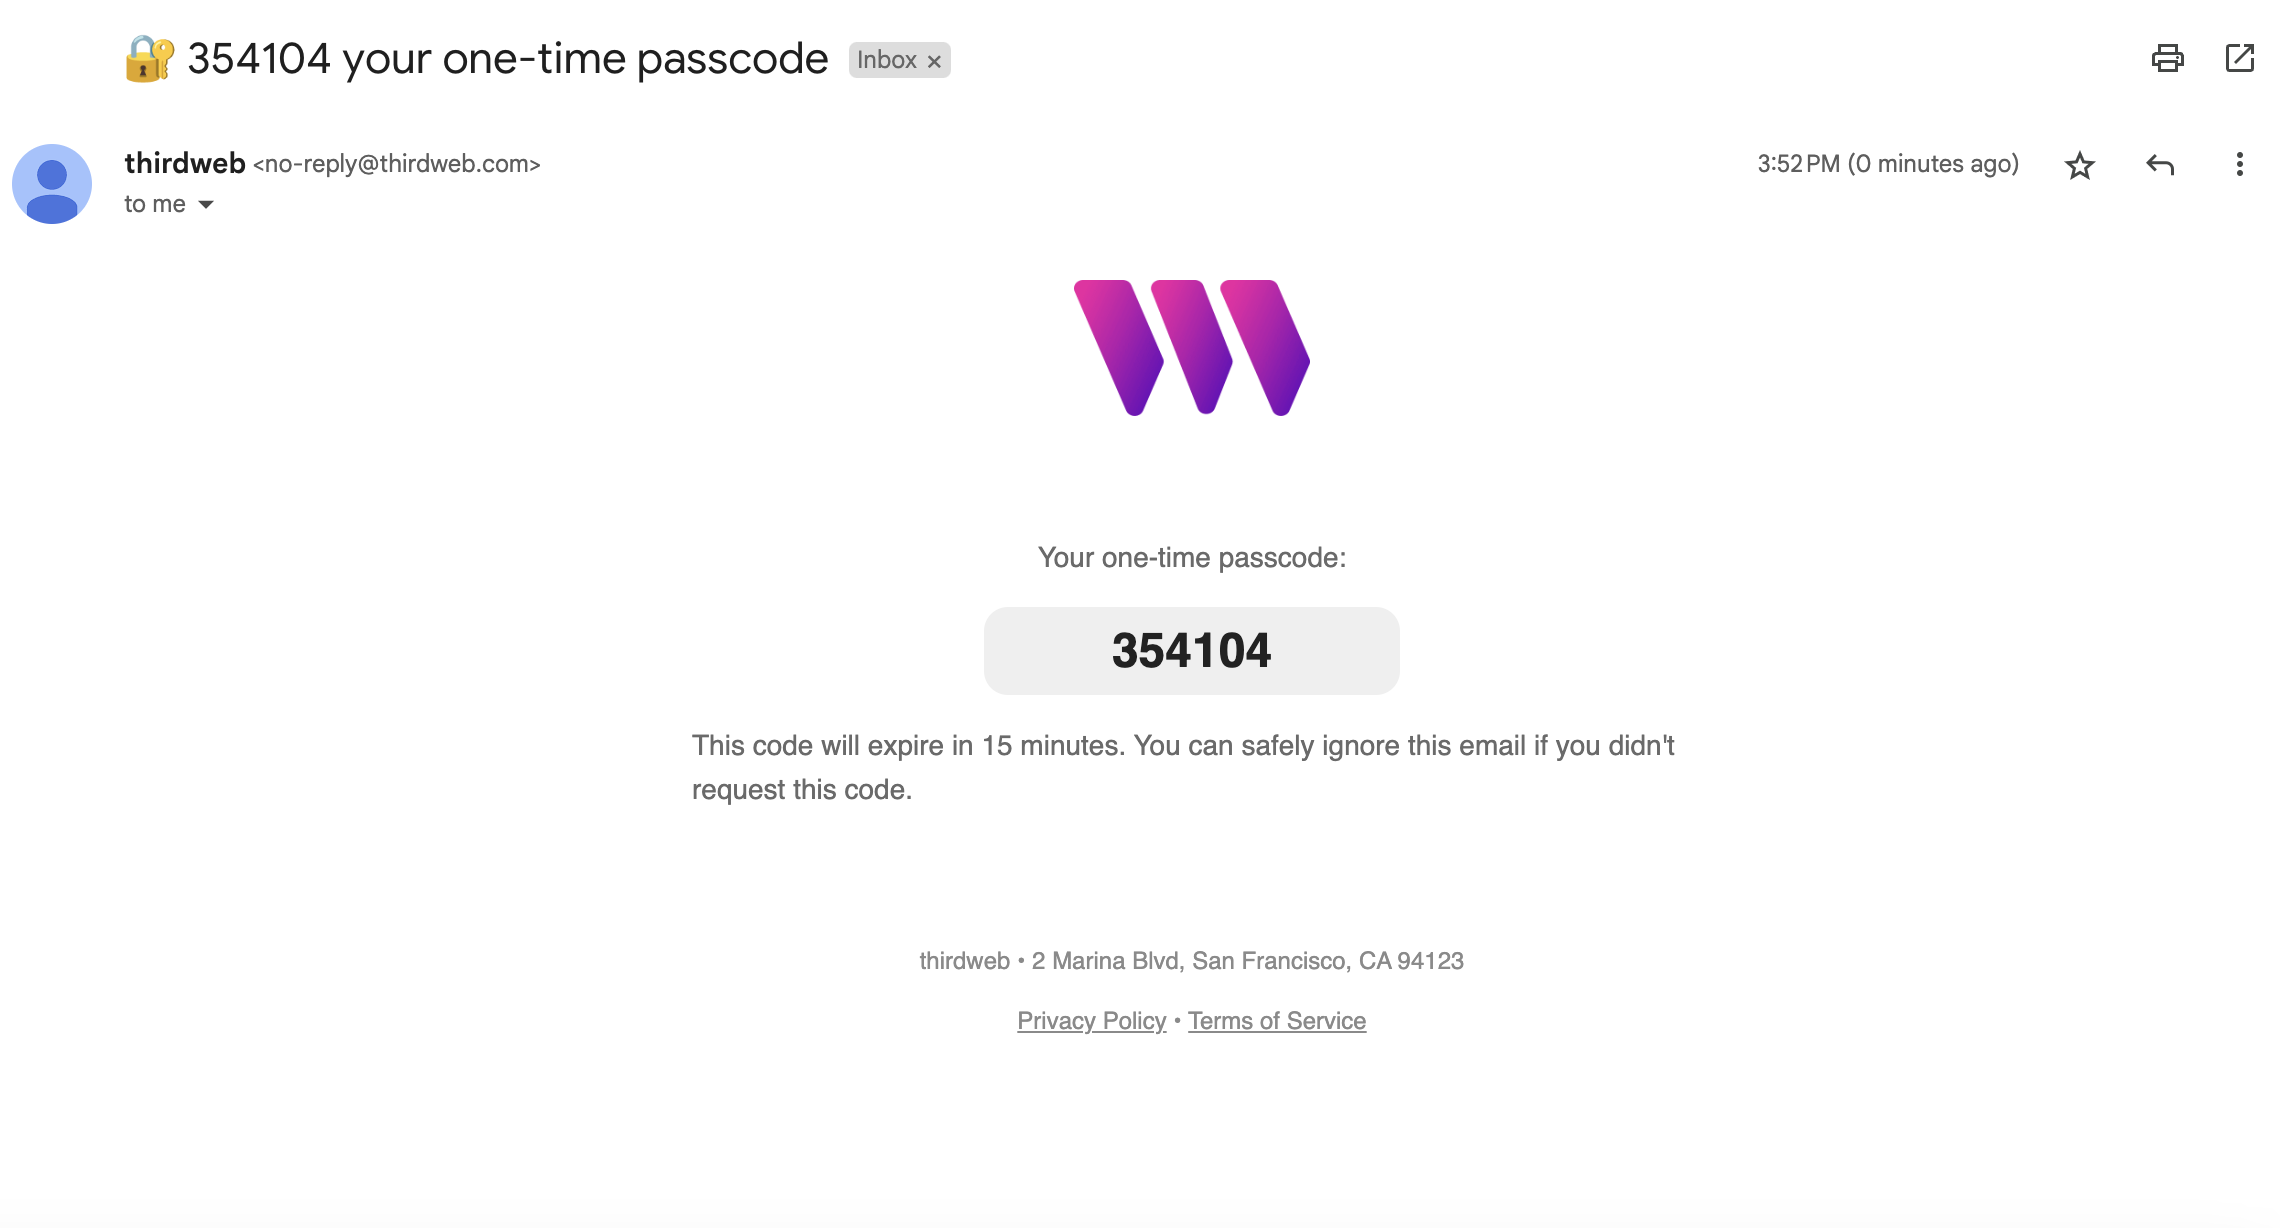 🔐 354104 your one-time passcode Inbox ×
thirdweb <no-reply@thirdweb.com> 3:52 PM (0 minutes ago)
to me
Your one-time passcode:
354104
This code will expire in 15 minutes. You can safely ignore this email if you didn't
request this code.
thirdweb • 2 Marina Blvd, San Francisco, CA 94123
Privacy Policy • Terms of Service